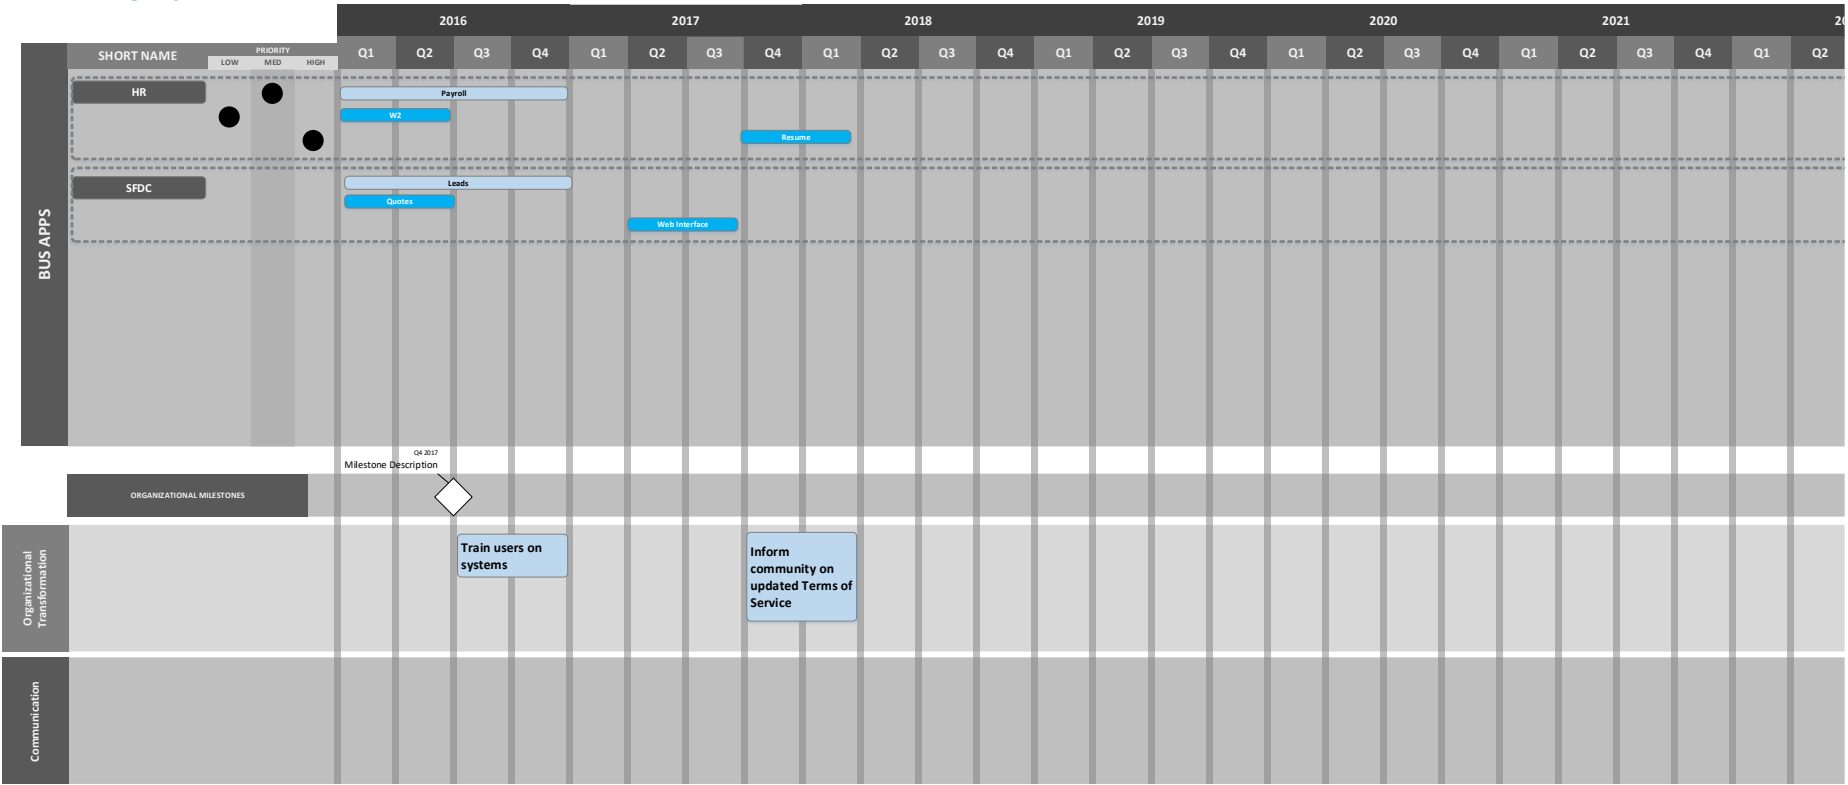 2016 2017 2018 2019 2020 2021
SHORT NAME PRIORITY Q1 Q2 Q3 Q4 Q1 Q2 Q3 Q4 Q1 Q2 Q3 Q4 Q1 Q2 Q3 Q4 Q1 Q2 Q3 Q4 Q1 Q2 Q3 Q4 Q1 Q2
LOW MED HIGH
BUS APPS
HR
Payroll
W2
Resume
SFDC
Leads
Quotes
Web Interface
Q4 2017
Milestone Description
ORGANIZATIONAL MILESTONES
Organizational
Transformation
Train users on
systems
Inform
community on
updated Terms of
Service
Communication